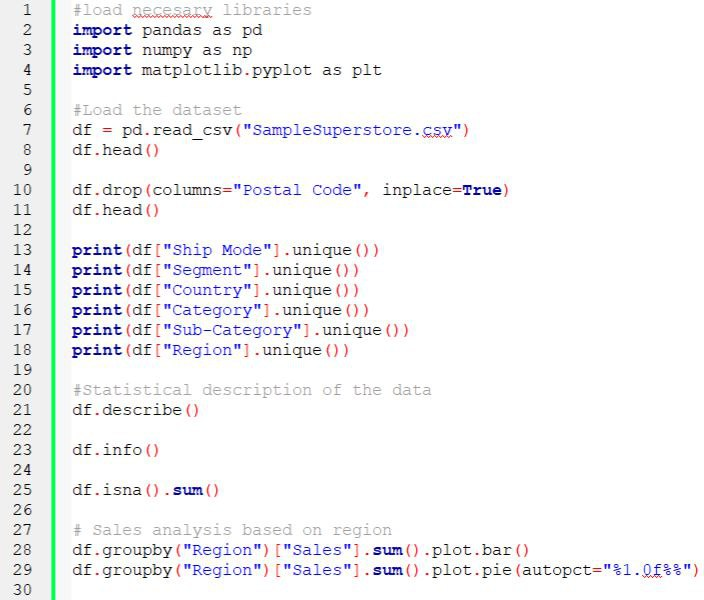 1 #load necesary libraries
2 import pandas as pd
3 import numpy as np
4 import matplotlib.pyplot as plt
5
6 #Load the dataset
7 df = pd.read_csv("SampleSuperstore.csv")
8 df.head()
9
10 df.drop(columns="Postal Code", inplace=True)
11 df.head()
12
13 print(df["Ship Mode"].unique())
14 print(df["Segment"].unique())
15 print(df["Country"].unique())
16 print(df["Category"].unique())
17 print(df["Sub-Category"].unique())
18 print(df["Region"].unique())
19
20 #Statistical description of the data
21 df.describe()
22
23 df.info()
24
25 df.isna().sum()
26
27 # Sales analysis based on region
28 df.groupby("Region")["Sales"].sum().plot.bar()
29 df.groupby("Region")["Sales"].sum().plot.pie(autopct="%1.0f%%")
30